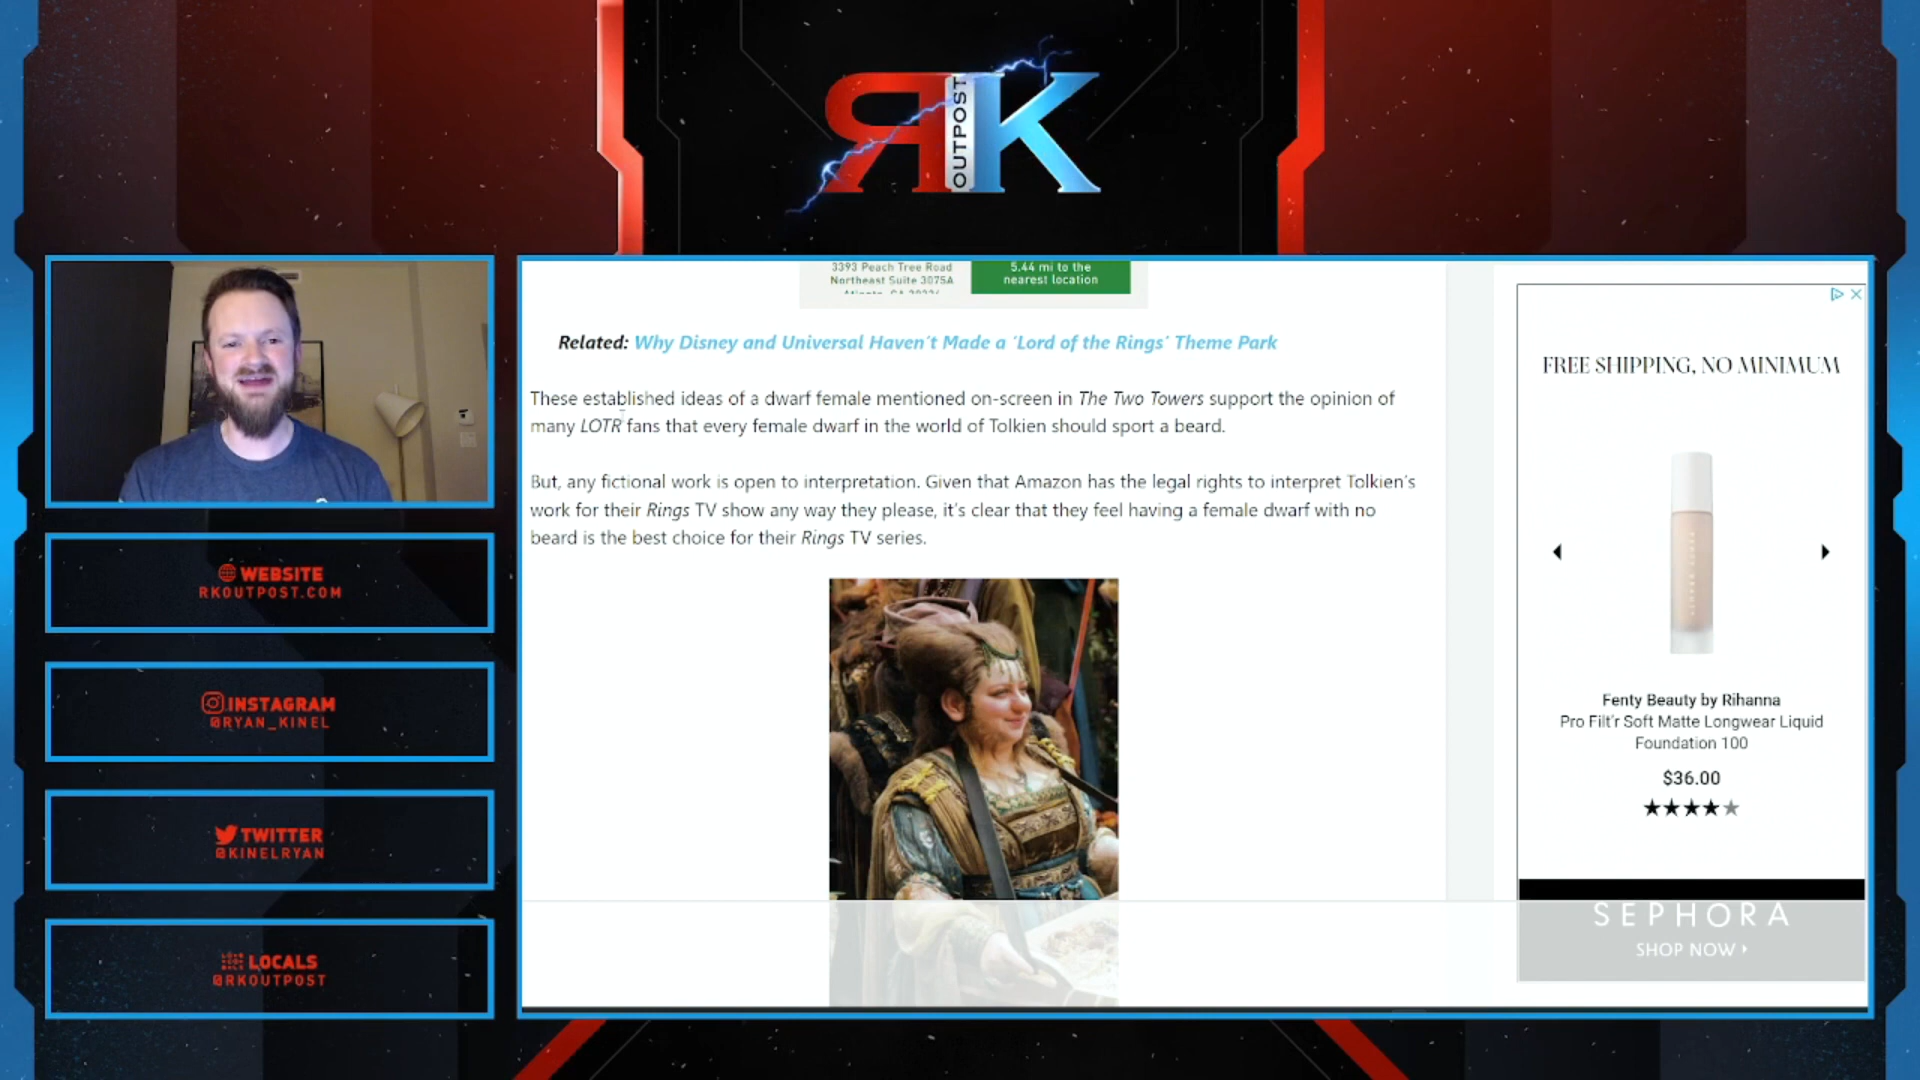 RK
OUTPOST
WEBSITE
RKOUTPOST.COM
INSTAGRAM
@RYAN_KINEL
TWITTER
@KINELRYAN
LOCALS
@RKOUTPOST
3393 Peach Tree Road
Northeast Suite 3075A
5.44 mi to the
nearest location
Related: Why Disney and Universal Haven't Made a 'Lord of the Rings' Theme Park
These established ideas of a dwarf female mentioned on-screen in The Two Towers support the opinion of
many LOTR fans that every female dwarf in the world of Tolkien should sport a beard.
But, any fictional work is open to interpretation. Given that Amazon has the legal rights to interpret Tolkien's
work for their Rings TV show any way they please, it's clear that they feel having a female dwarf with no
beard is the best choice for their Rings TV series.
FREE SHIPPING, NO MINIMUM
Fenty Beauty by Rihanna
Pro Filt'r Soft Matte Longwear Liquid
Foundation 100
$36.00
SEPHORA
SHOP NOW